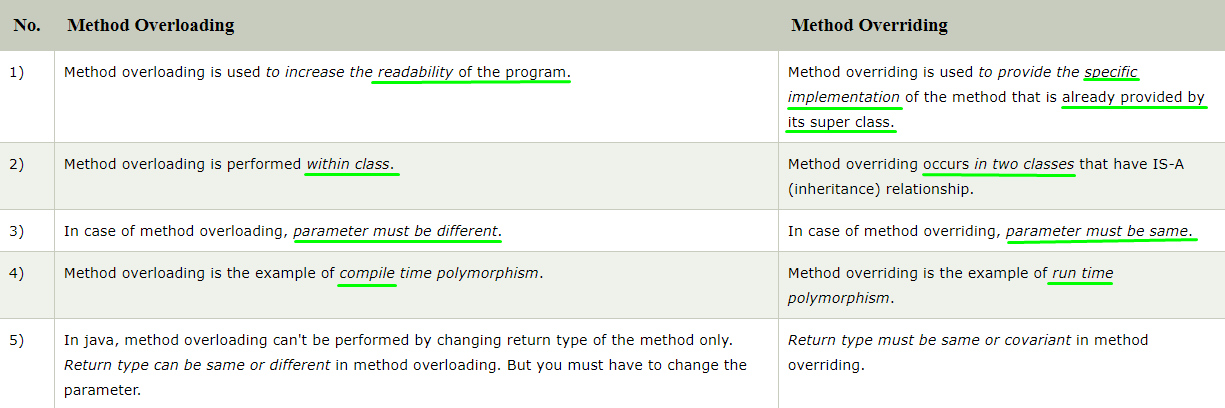 No. Method Overloading Method Overriding
1) Method overloading is used to increase the readability of the program. Method overriding is used to provide the specific
implementation of the method that is already provided by
its super class.
2) Method overloading is performed within class. Method overriding occurs in two classes that have IS-A
(inheritance) relationship.
3) In case of method overloading, parameter must be different. In case of method overriding, parameter must be same.
4) Method overloading is the example of compile time polymorphism. Method overriding is the example of run time
polymorphism.
5) In java, method overloading can't be performed by changing return type of the method only. Return type must be same or covariant in method
Return type can be same or different in method overloading. But you must have to change the overriding.
parameter.